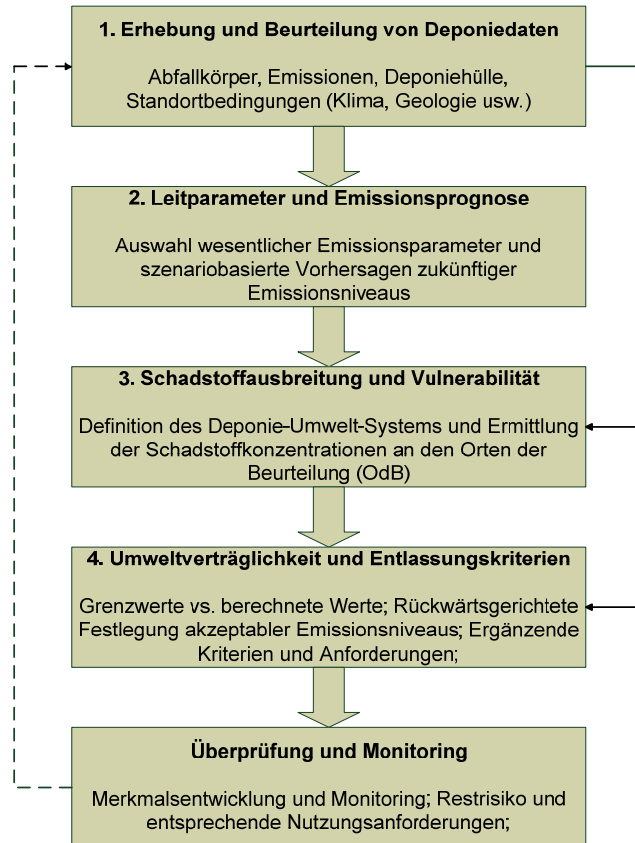 1. Erhebung und Beurteilung von Deponiedaten
Abfallkörper, Emissionen, Deponiehülle,
Standortbedingungen (Klima, Geologie usw.)
2. Leitparameter und Emissionsprognose
Auswahl wesentlicher Emissionsparameter und
szenariobasierte Vorhersagen zukünftiger
Emissionsniveaus
3. Schadstoffausbreitung und Vulnerabilität
Definition des Deponie-Umwelt-Systems und Ermittlung
der Schadstoffkonzentrationen an den Orten der
Beurteilung (OdB)
4. Umweltverträglichkeit und Entlassungskriterien
Grenzwerte vs. berechnete Werte; Rückwärtsgerichtete
Festlegung akzeptabler Emissionsniveaus; Ergänzende
Kriterien und Anforderungen;
Überprüfung und Monitoring
Merkmalsentwicklung und Monitoring; Restrisiko und
entsprechende Nutzungsanforderungen;